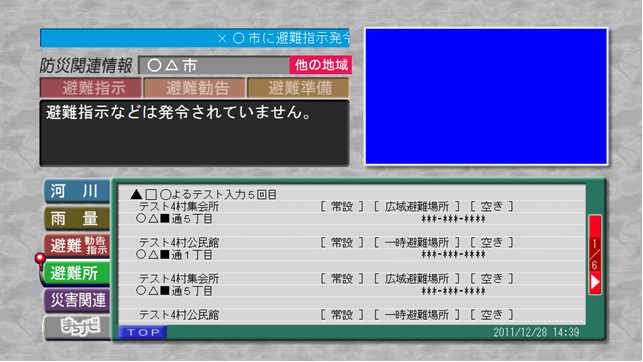 ×○市に避難指示発令
防災関連情報 ○△市 他の地域
避難指示 避難勧告 避難準備
避難指示などは発令されていません。
河川
雨量
避難勧告指示
避難所
災害関連
まちナビ
▲□○よるテスト入力5回目
テスト4村集会所 [ 常設 ] [ 広域避難場所 ] [ 空き ]
○△■通5丁目 ***-***-****
テスト4村公民館 [ 常設 ] [ 一時避難場所 ] [ 空き ]
○△■通1丁目 ***-***-****
テスト4村集会所 [ 常設 ] [ 広域避難場所 ] [ 空き ]
○△■通5丁目 ***-***-****
テスト4村公民館 [ 常設 ] [ 一時避難場所 ] [ 空き ]
1/6
TOP 2011/12/28 14:39